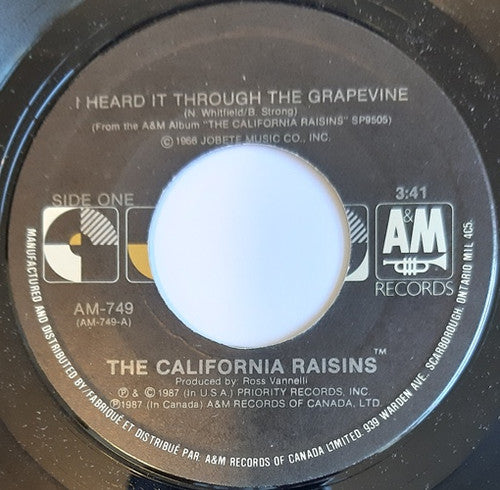 I HEARD IT THROUGH THE GRAPEVINE
(N. Whitfield/B. Strong)
(From the A&M Album "THE CALIFORNIA RAISINS" SP9505)
© 1966 JOBETE MUSIC CO., INC.
SIDE ONE
3:41
A&M
RECORDS
AM-749
(AM-749-A)
THE CALIFORNIA RAISINS™
Produced by: Ross Vannelli
℗ & © 1987 (In U.S.A.) PRIORITY RECORDS, INC.
℗1987 (In Canada) A&M RECORDS OF CANADA, LTD.
MANUFACTURED AND DISTRIBUTED BY/FABRIQUÉ ET DISTRIBUÉ PAR: A&M RECORDS OF CANADA LIMITED, 939 WARDEN AVE., SCARBOROUGH, ONTARIO M1L 4C5.